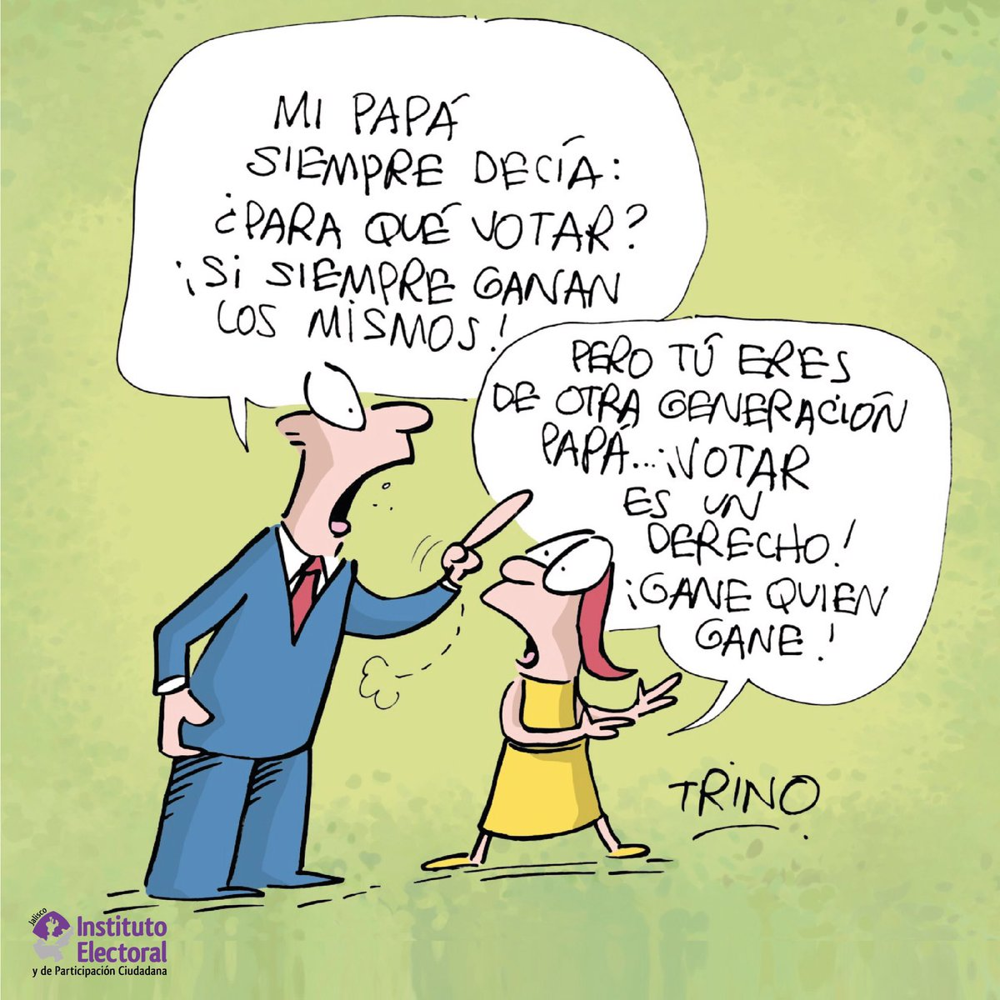 MI PAPÁ
SIEMPRE DECÍA:
¿PARA QUÉ VOTAR?
¡SI SIEMPRE GANAN
LOS MISMOS!
PERO TÚ ERES
DE OTRA GENERACIÓN
PAPÁ...¡VOTAR
ES UN
DERECHO!
¡GANE QUIEN
GANE!
TRINO
Jalisco
Instituto
Electoral
y de Participación Ciudadana